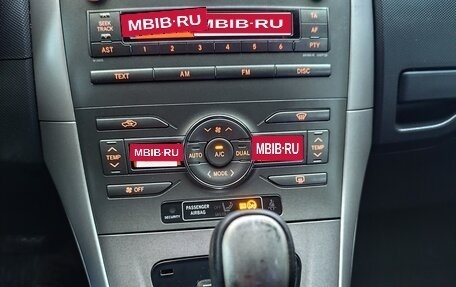 MBIB·RU MBIB·RU
SEEK TRACK
TA
AF
AST 1 2 3 4 5 6 PTY
TEXT AM FM DISC
TEMP MBIB·RU AUTO A/C DUAL MBIB·RU TEMP
MODE
OFF
SECURITY PASSENGER AIRBAG